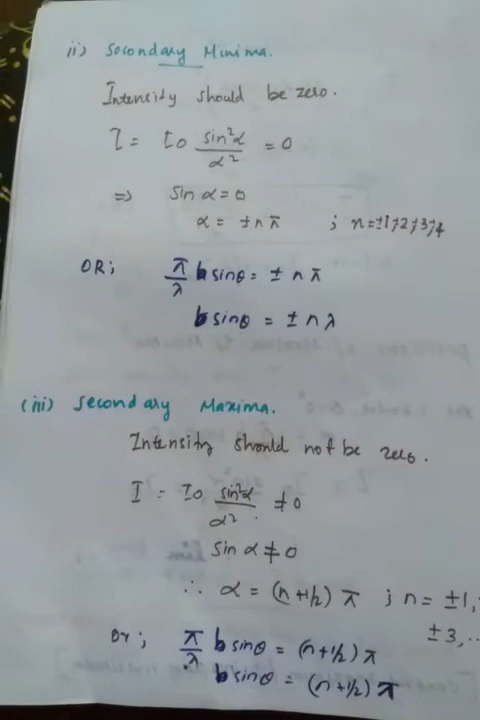 ii) Secondary Minima.
Intensity should be zero.
I = I0 sin²α / α² = 0
⇒ Sin α = 0
α = ±nπ ; n = ±1, ±2, ±3, ±4
OR; π/λ b sinθ = ± nπ
b sinθ = ± nλ
(iii) Secondary Maxima.
Intensity should not be zero.
I = I0 sin²α / α² ≠ 0
Sin α ≠ 0
∴ α = (n+1/2) π ; n = ±1,
±3, ..
Or; π/λ b sinθ = (n+1/2) π
b sinθ = (n+1/2) π